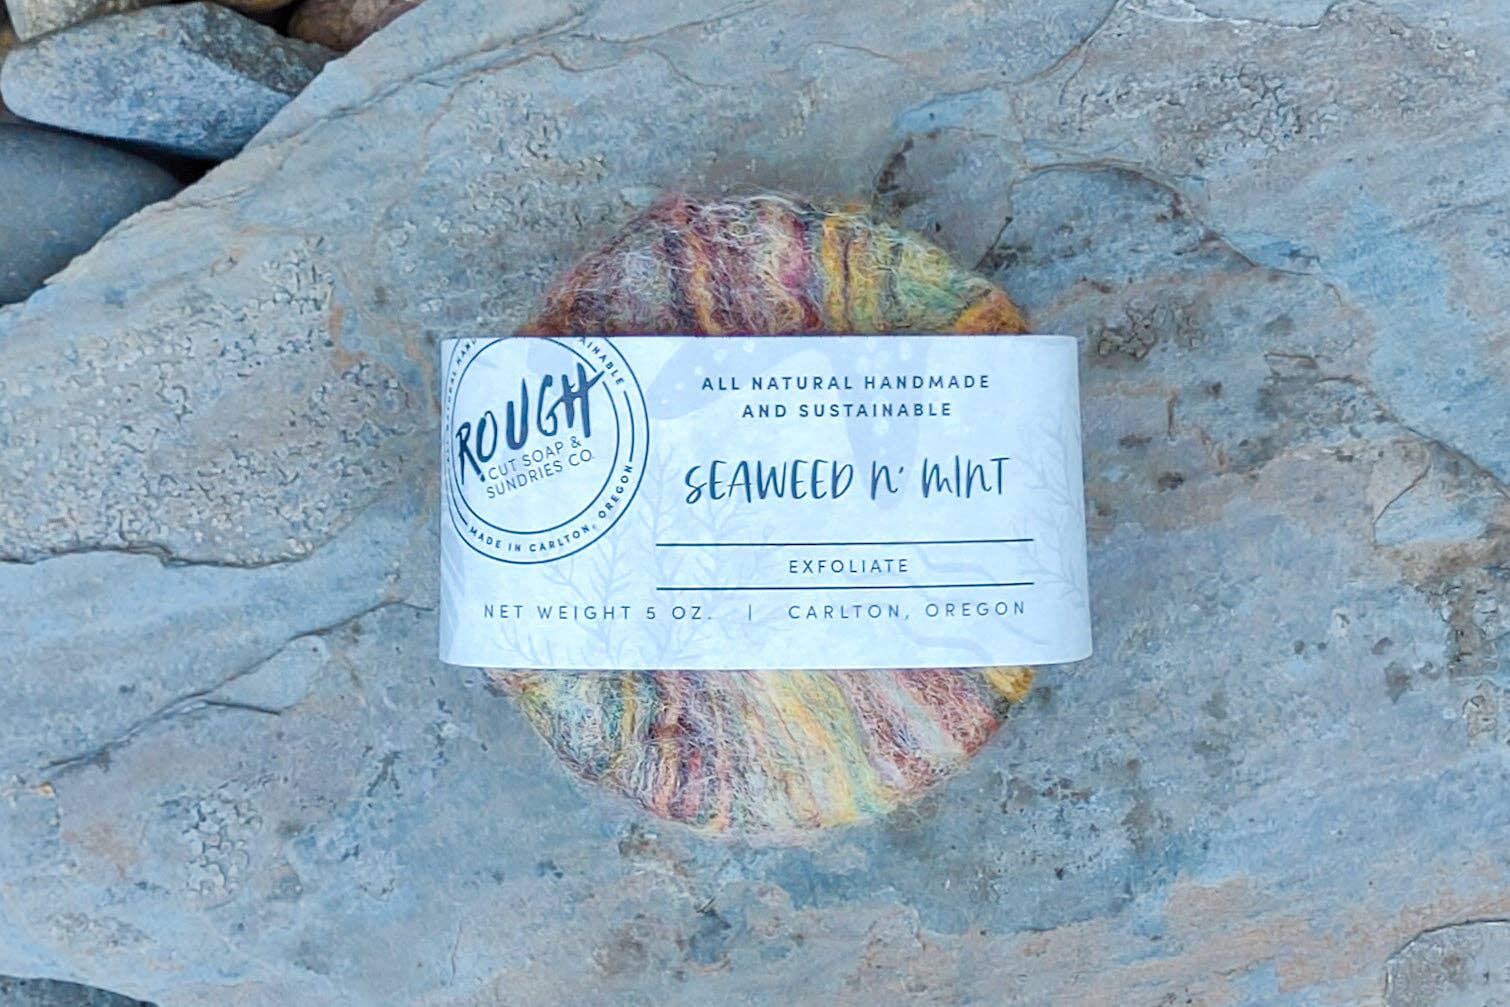 ROUGH
CUT SOAP &
SUNDRIES CO.
MADE IN CARLTON, OREGON
ALL NATURAL HANDMADE
AND SUSTAINABLE
SEAWEED N' MINT
EXFOLIATE
NET WEIGHT 5 OZ. | CARLTON, OREGON